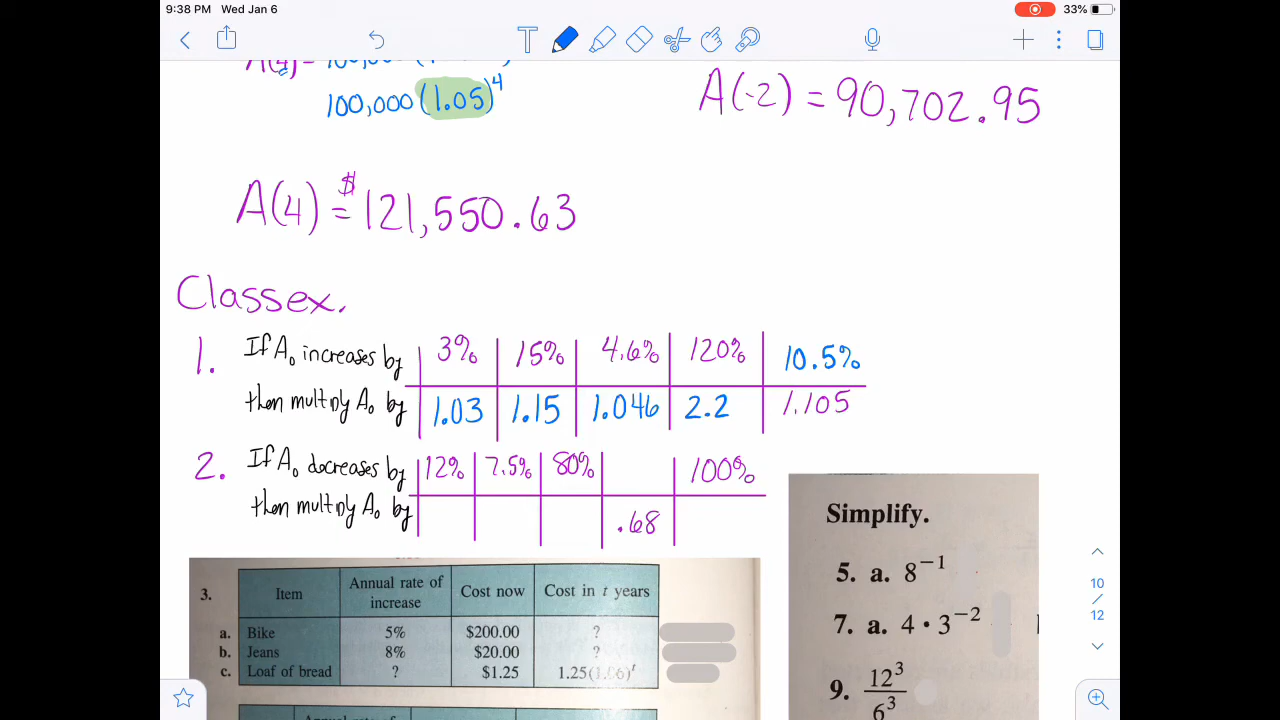 9:38 PM Wed Jan 6
33%
100,000 (1.05)⁴
A(-2) = 90,702.95
A(4) = $121,550.63
Classex.
1. If A₀ increases by 3% 15% 4.6% 120% 10.5%
then multiply A₀ by 1.03 1.15 1.046 2.2 1.105
2. If A₀ decreases by 12% 7.5% 80% 100%
then multiply A₀ by .68
3. Item Annual rate of increase Cost now Cost in t years
a. Bike 5% $200.00 ?
b. Jeans 8% $20.00 ?
c. Loaf of bread ? $1.25 1.25(1.06)ᵗ
Simplify.
5. a. 8⁻¹
7. a. 4 • 3⁻²
9. 12³/6³
10
/
12